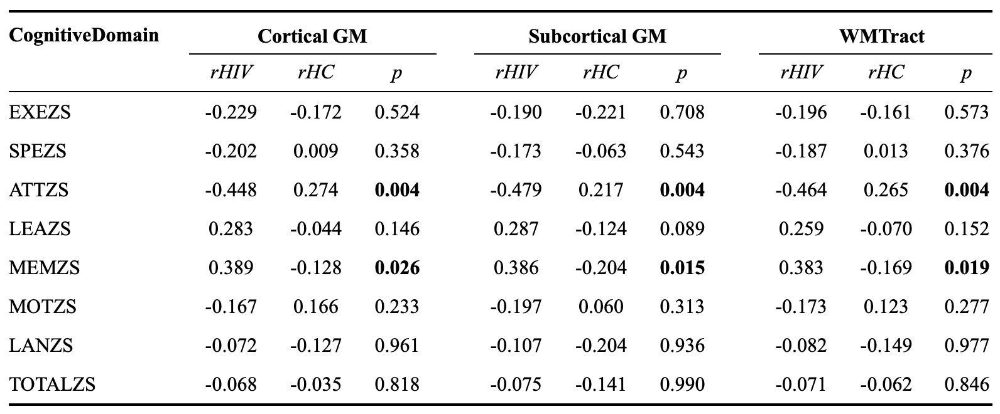 CognitiveDomain Cortical GM Subcortical GM WMTract
rHIV rHC p rHIV rHC p rHIV rHC p
EXEZS -0.229 -0.172 0.524 -0.190 -0.221 0.708 -0.196 -0.161 0.573
SPEZS -0.202 0.009 0.358 -0.173 -0.063 0.543 -0.187 0.013 0.376
ATTZS -0.448 0.274 0.004 -0.479 0.217 0.004 -0.464 0.265 0.004
LEAZS 0.283 -0.044 0.146 0.287 -0.124 0.089 0.259 -0.070 0.152
MEMZS 0.389 -0.128 0.026 0.386 -0.204 0.015 0.383 -0.169 0.019
MOTZS -0.167 0.166 0.233 -0.197 0.060 0.313 -0.173 0.123 0.277
LANZS -0.072 -0.127 0.961 -0.107 -0.204 0.936 -0.082 -0.149 0.977
TOTALZS -0.068 -0.035 0.818 -0.075 -0.141 0.990 -0.071 -0.062 0.846